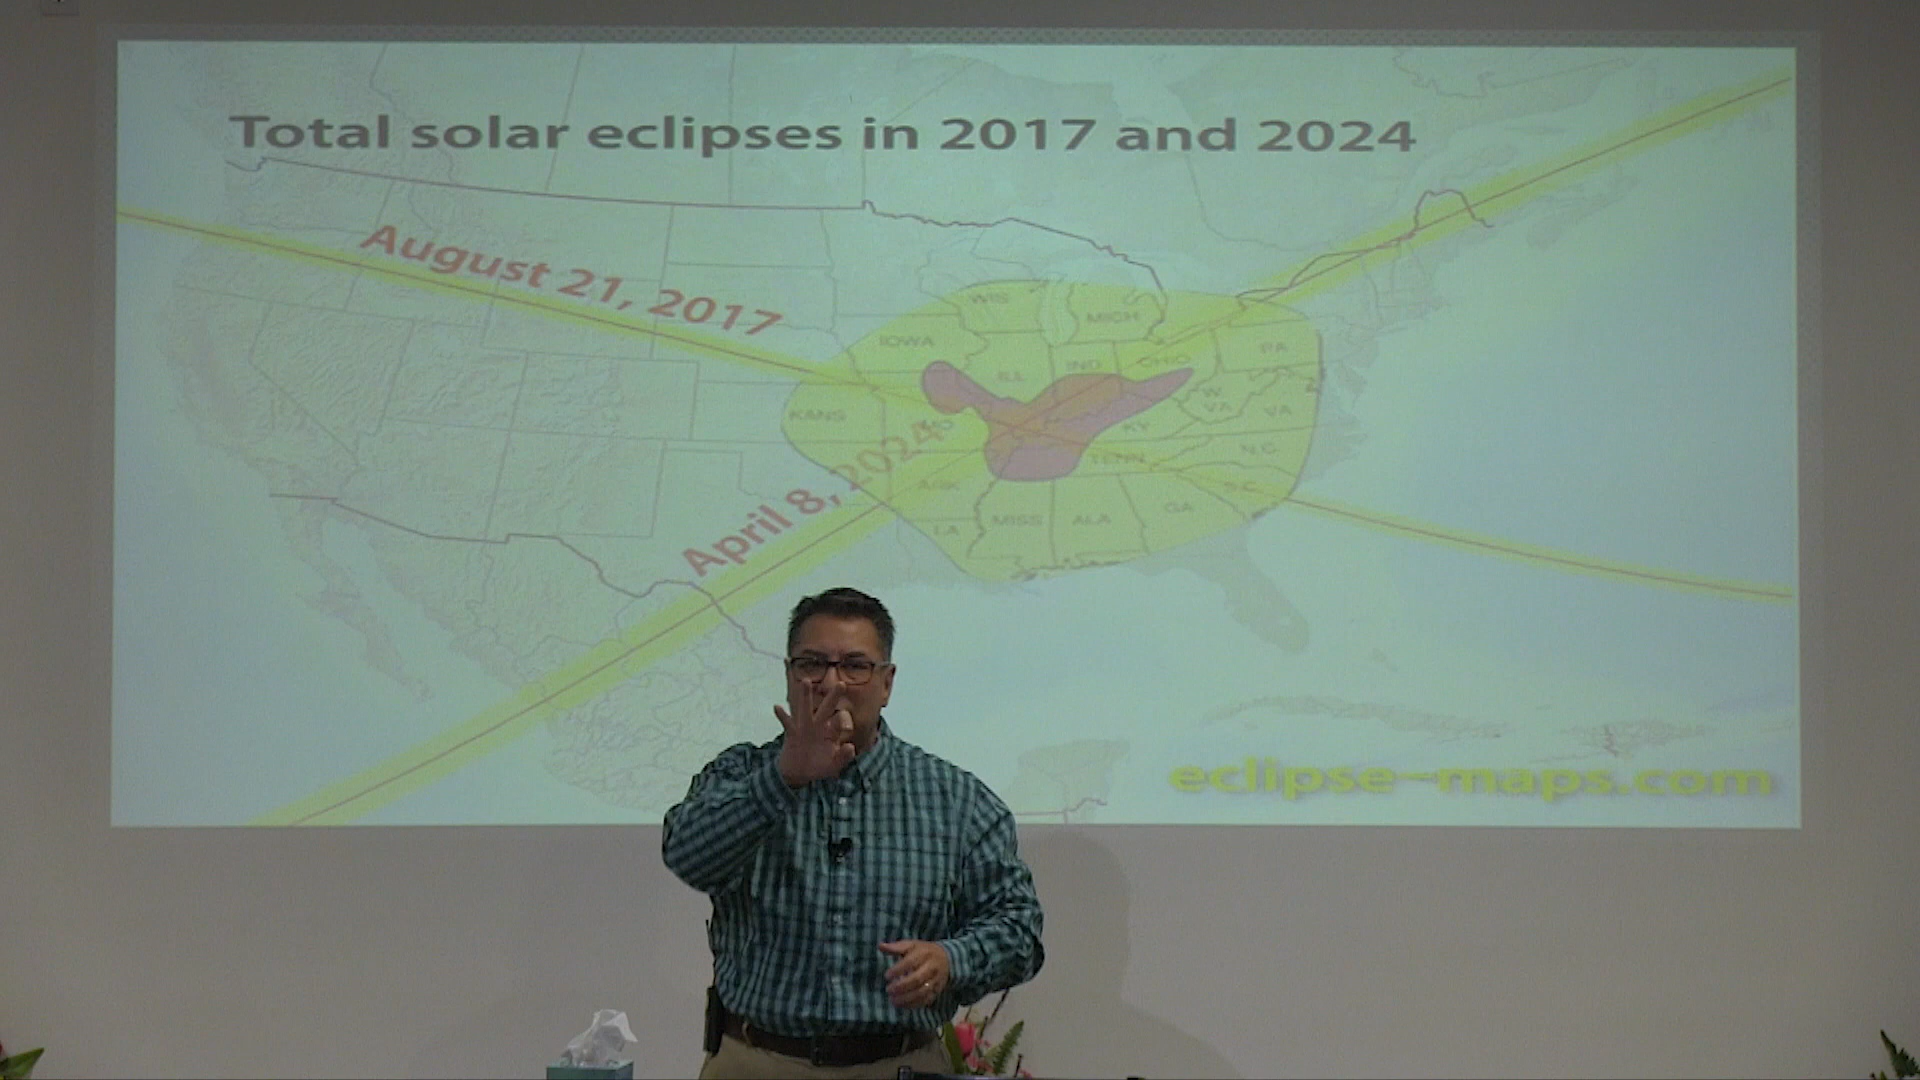 Total solar eclipses in 2017 and 2024
August 21, 2017
April 8, 2024
WIS
MICH
IOWA
ILL
IND
OHIO
PA
KANS
MO
W.
VA
VA
KY
TENN
N.C.
S.C.
ARK
LA
MISS
ALA
GA
eclipse-maps.com